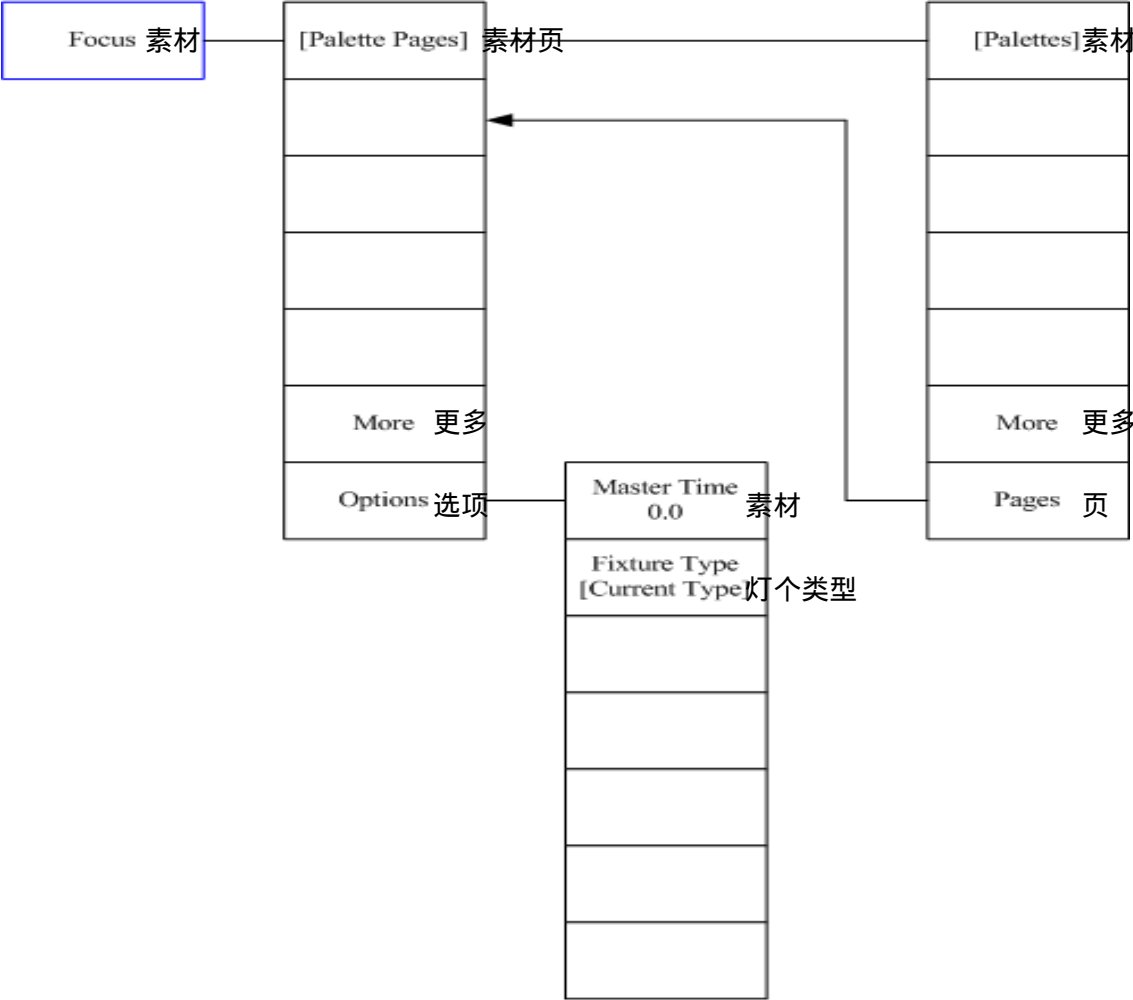 Focus 素材
[Palette Pages] 素材页
[Palettes] 素材
More 更多
More 更多
Options 选项
Master Time
0.0 素材
Pages 页
Fixture Type
[Current Type] 灯个类型